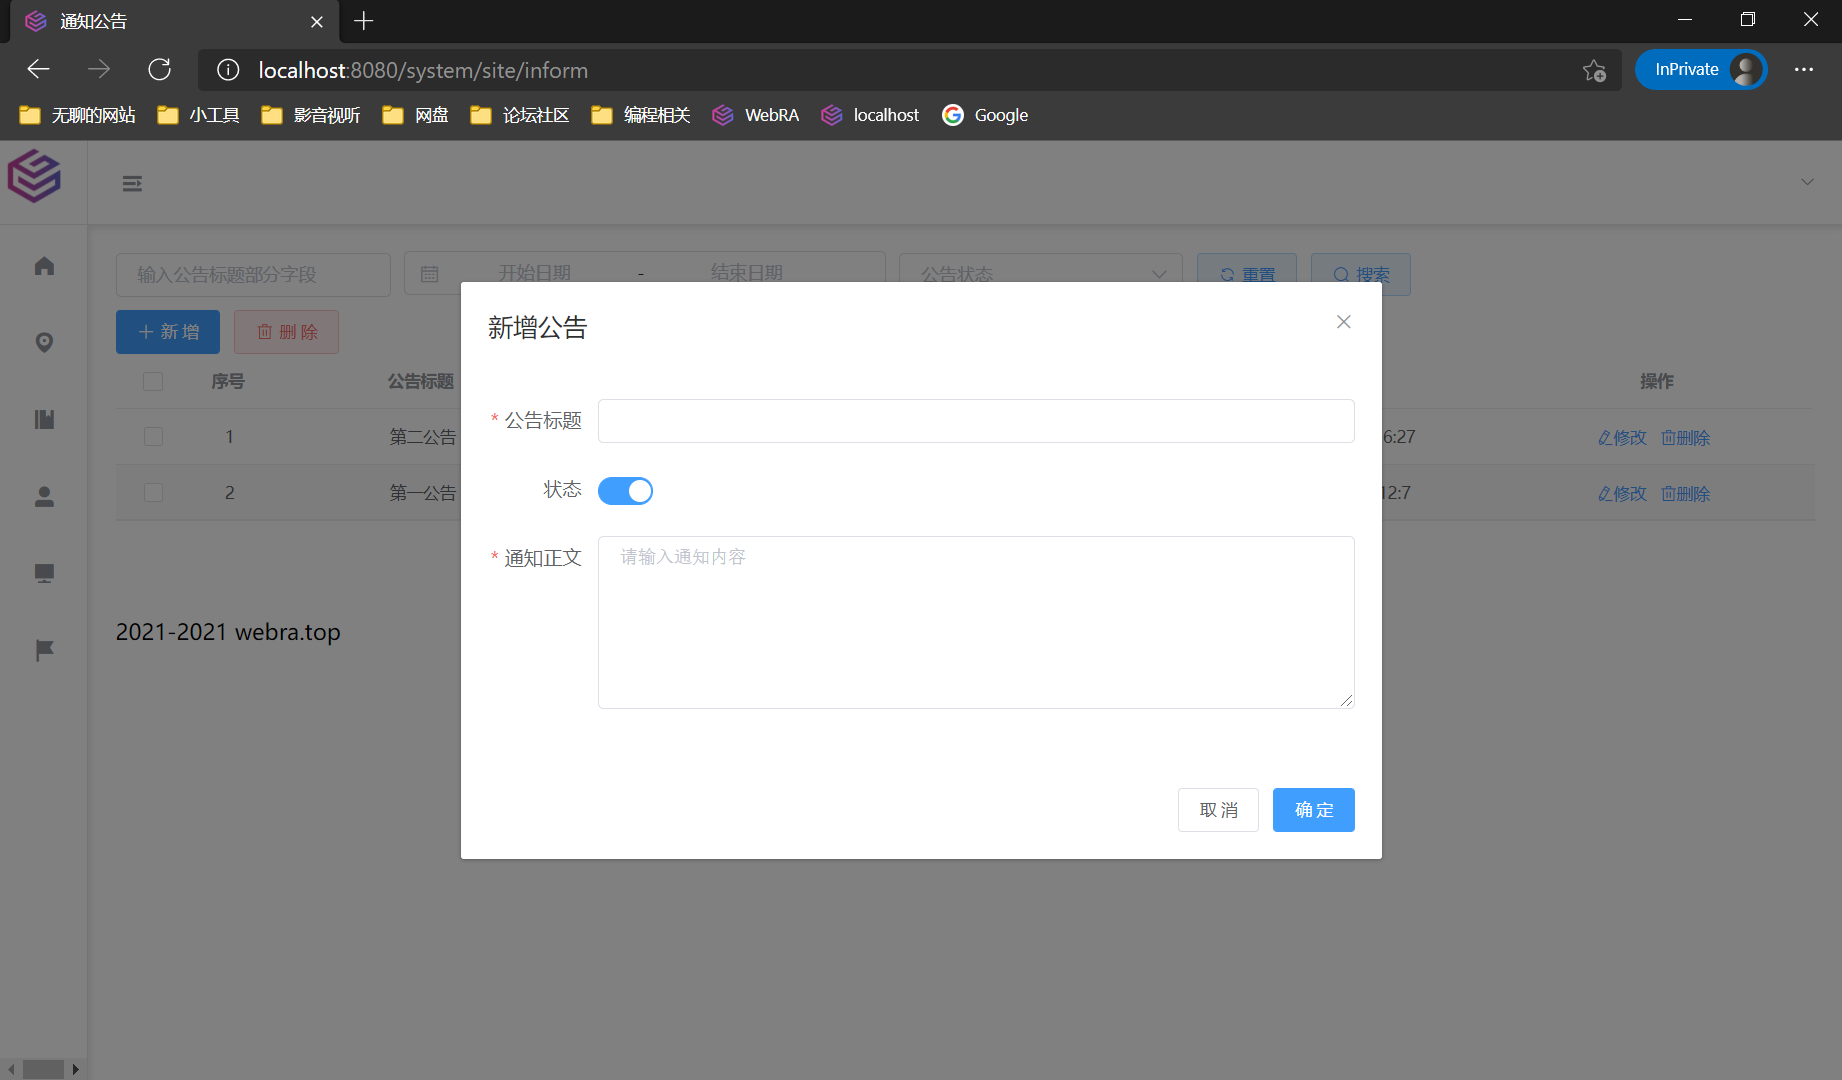 通知公告
localhost:8080/system/site/inform
InPrivate
无聊的网站 小工具 影音视听 网盘 论坛社区 编程相关 WebRA localhost Google
输入公告标题部分字段 开始日期 - 结束日期 公告状态 重置 搜索
新增 删除
序号 公告标题 操作
1 第二公告 6:27 修改 删除
2 第一公告 12:7 修改 删除
2021-2021 webra.top
新增公告
* 公告标题
状态
* 通知正文 请输入通知内容
取消 确定